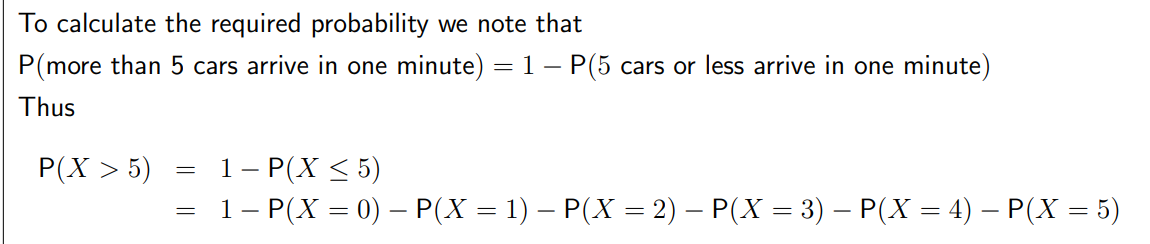 To calculate the required probability we note that
P(more than 5 cars arrive in one minute) = 1 − P(5 cars or less arrive in one minute)
Thus
P(X > 5) = 1 − P(X ≤ 5)
= 1 − P(X = 0) − P(X = 1) − P(X = 2) − P(X = 3) − P(X = 4) − P(X = 5)